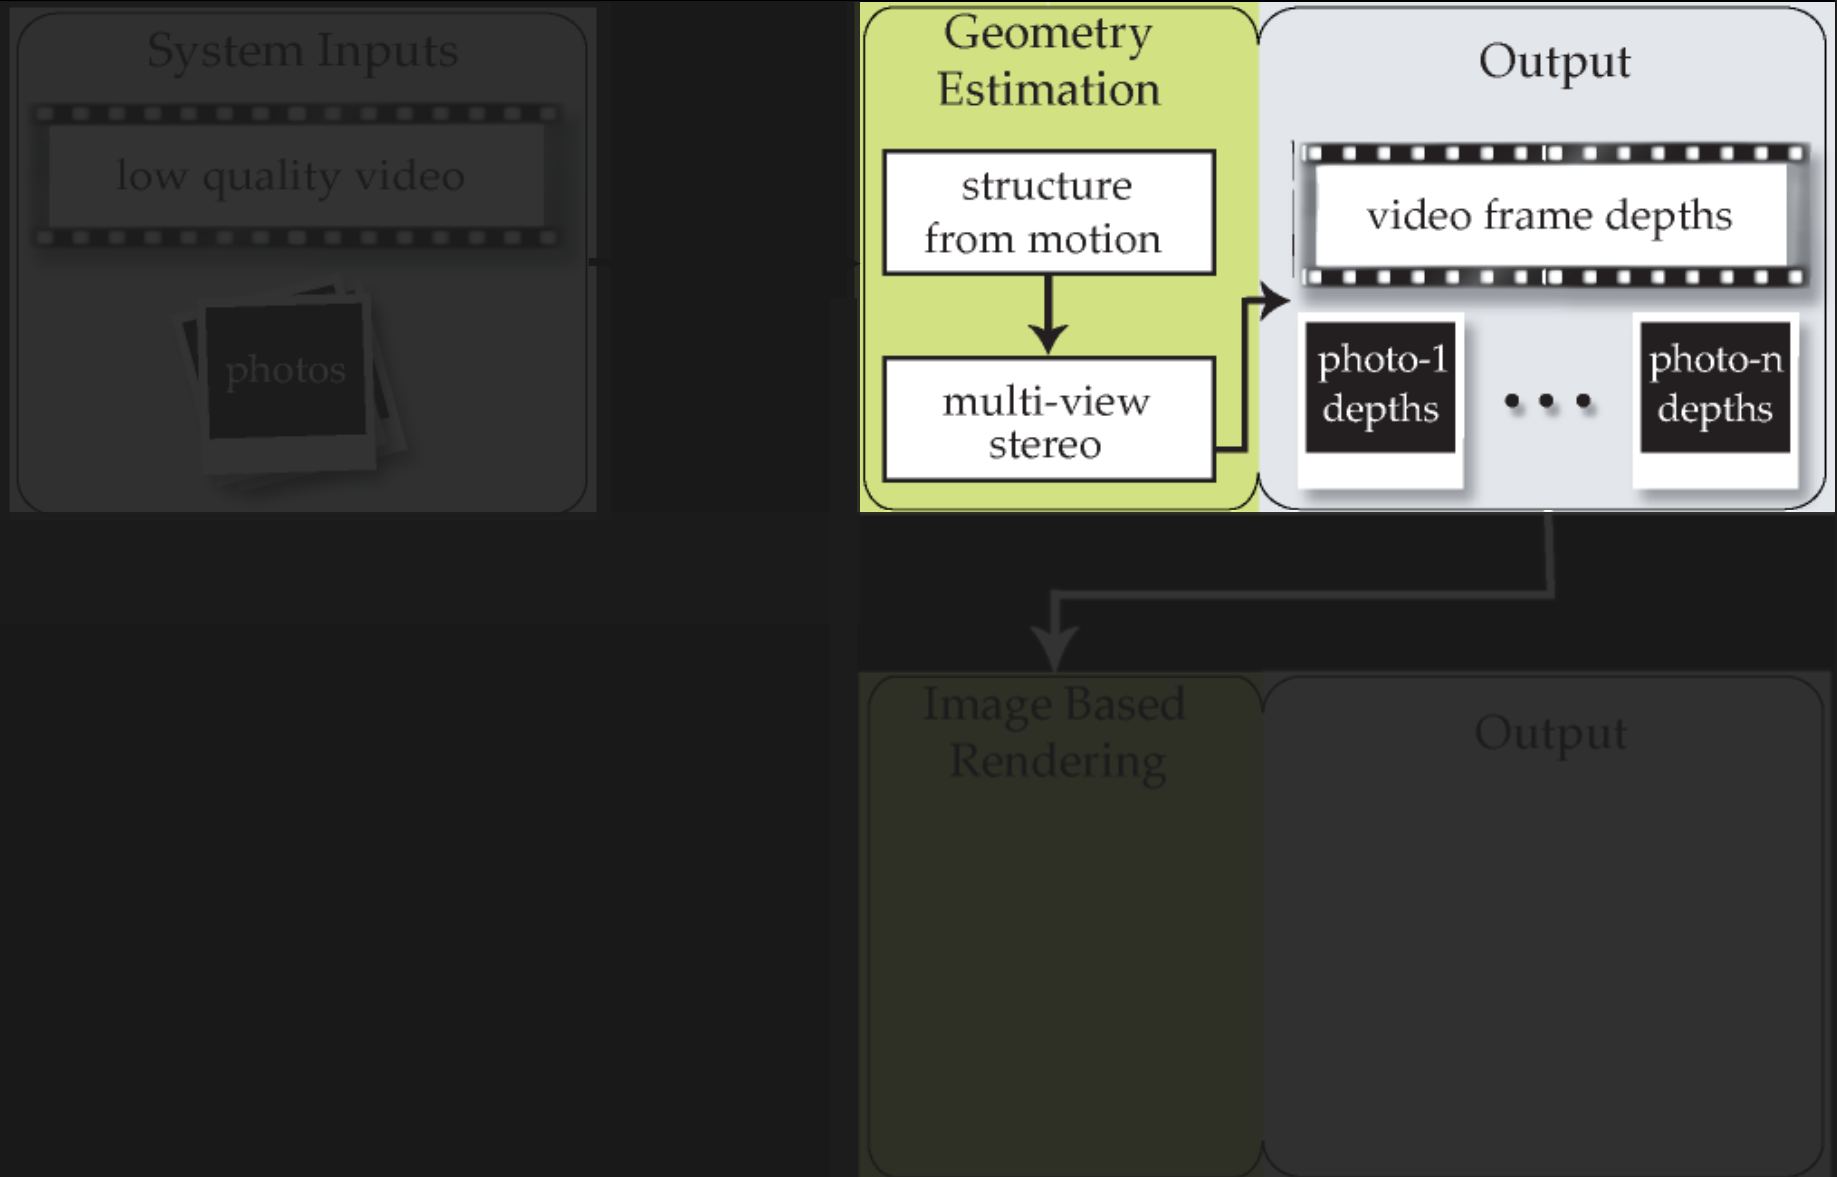 System Inputs
low quality video
photos
Geometry
Estimation
structure
from motion
multi-view
stereo
Output
video frame depths
photo-1
depths
photo-n
depths
Image Based
Rendering
Output